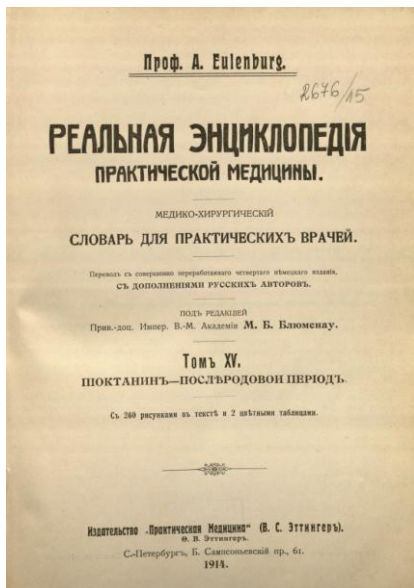 Проф. А. Eulenburg.
2676/15
РЕАЛЬНАЯ ЭНЦИКЛОПЕДІЯ
ПРАКТИЧЕСКОЙ МЕДИЦИНЫ.
МЕДИКО-ХИРУРГИЧЕСКІЙ
СЛОВАРЬ ДЛЯ ПРАКТИЧЕСКИХЪ ВРАЧЕЙ.
Переводъ съ совершенно переработаннаго четвертаго нѣмецкаго изданія,
СЪ ДОПОЛНЕНІЯМИ РУССКИХЪ АВТОРОВЪ.
ПОДЪ РЕДАКЦІЕЙ
Прив.-доц. Импер. В.-М. Академіи М. Б. Блюменау.
Томъ XV.
ПІОКТАНИНЪ—ПОСЛѢРОДОВОЙ ПЕРІОДЪ.
Съ 260 рисунками въ текстѣ и 2 цвѣтными таблицами.
Издательство „Практическая Медицина" (В. С. Эттингеръ).
Ѳ. В. Эттингеръ.
С.-Петербургъ, Б. Сампсоньевскій пр., 61.
1914.